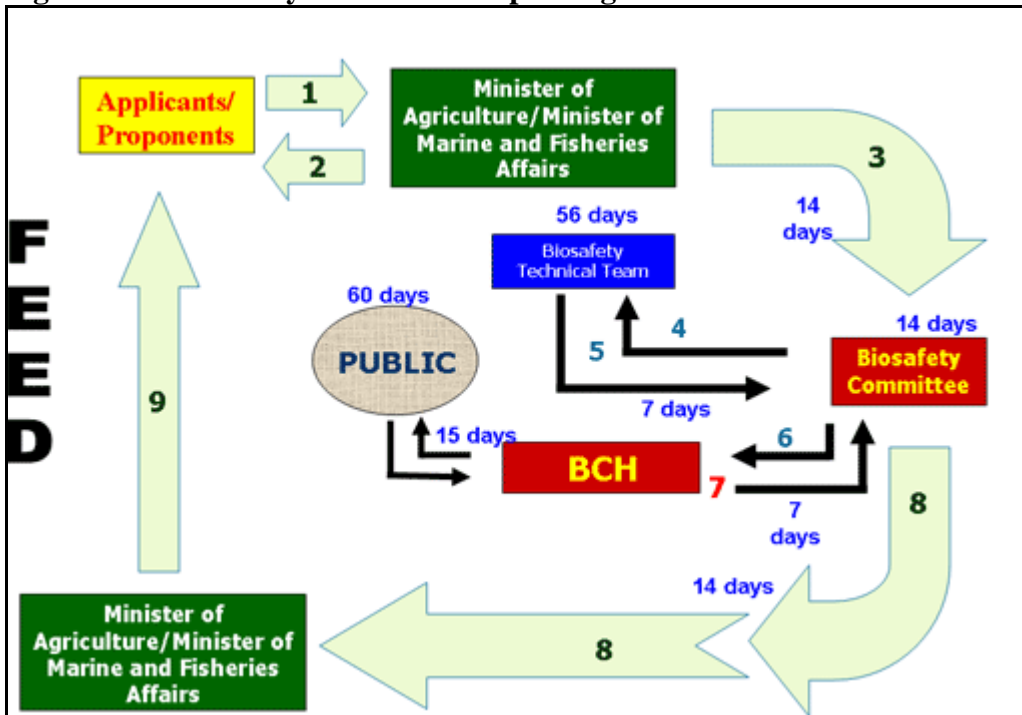 1
Applicants/
Proponents
2
Minister of
Agriculture/Minister of
Marine and Fisheries
Affairs
3
14
days
56 days
Biosafety
Technical Team
60 days
PUBLIC
4
5
7 days
14 days
Biosafety
Committee
15 days
6
BCH
7
7
days
8
14 days
8
9
Minister of
Agriculture/Minister of
Marine and Fisheries
Affairs
F
E
E
D